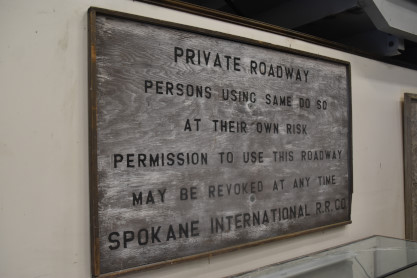 PRIVATE ROADWAY
PERSONS USING SAME DO SO
AT THEIR OWN RISK
PERMISSION TO USE THIS ROADWAY
MAY BE REVOKED AT ANY TIME
SPOKANE INTERNATIONAL R.R.CO.